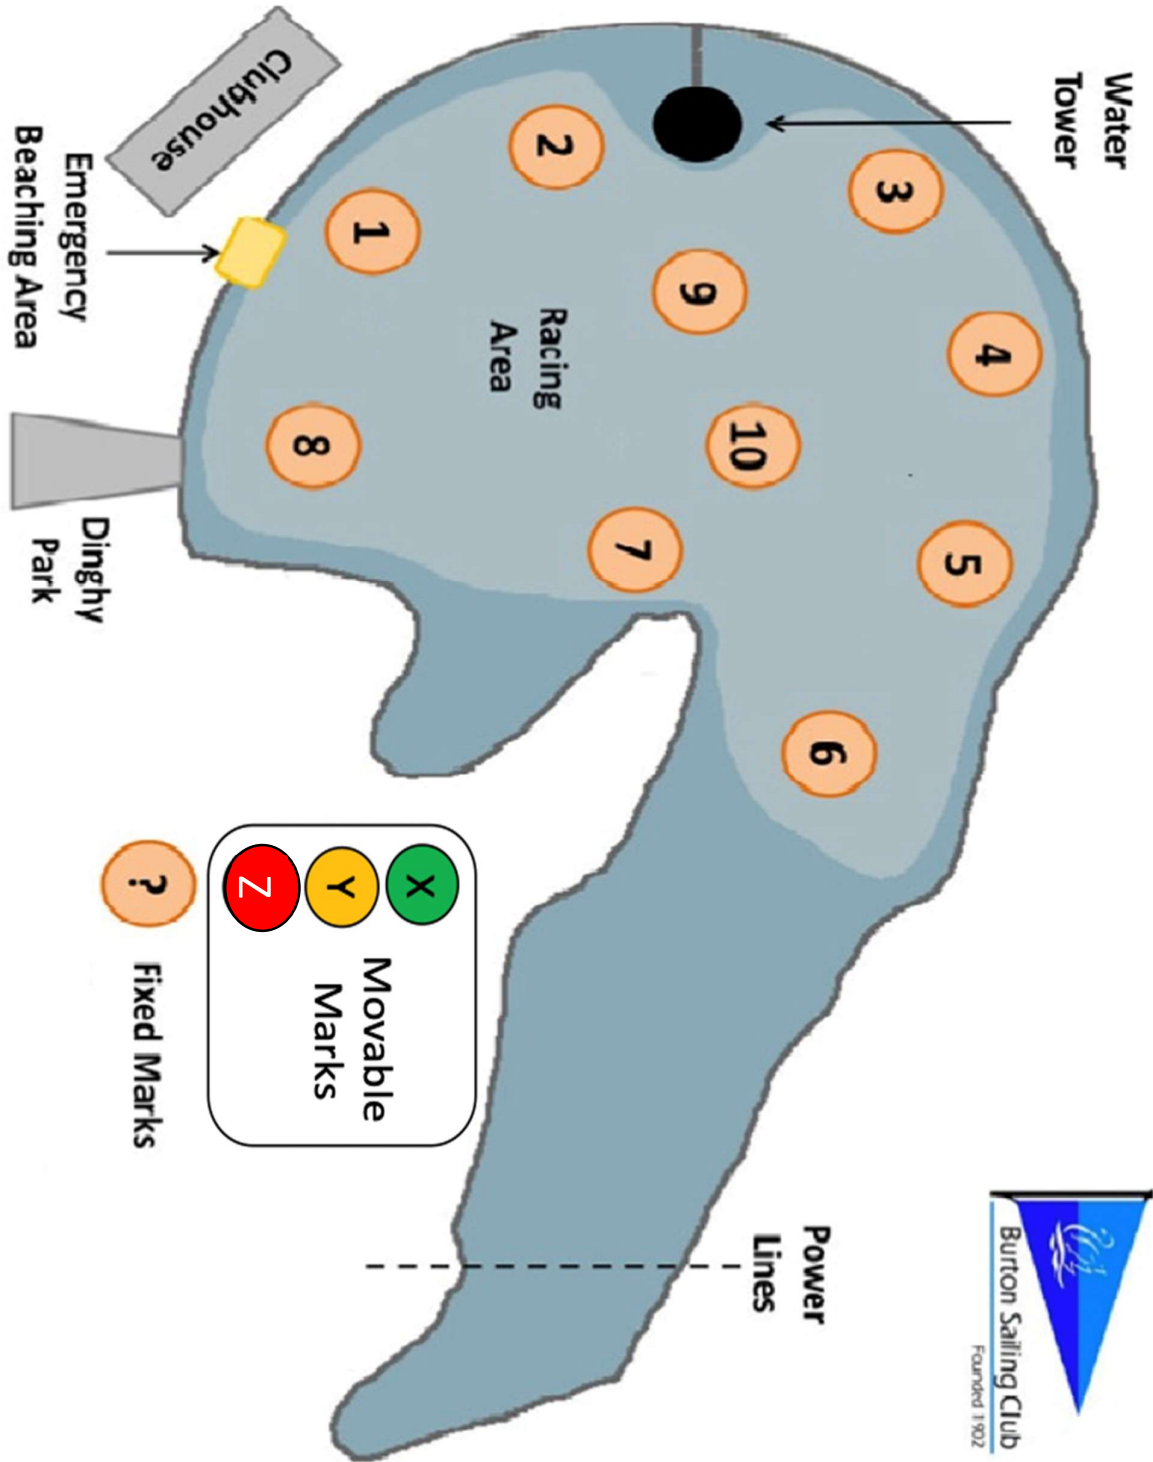 Burton Sailing Club
Founded 1902
Water
Tower
3
4
5
6
Power
Lines
2
9
10
7
Racing
Area
1
8
Clubhouse
Emergency
Beaching Area
Dinghy
Park
X
Y
Z
Movable
Marks
?
Fixed Marks